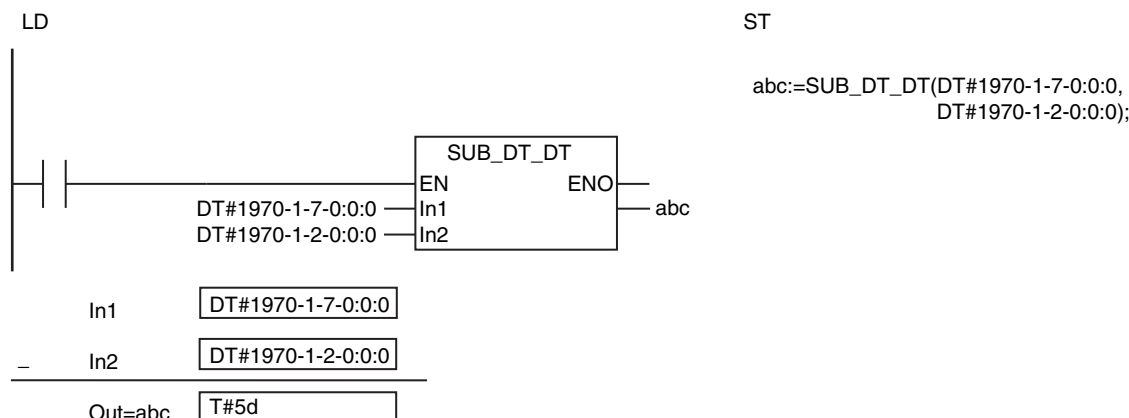 LD
ST
abc:=SUB_DT_DT(DT#1970-1-7-0:0:0,
DT#1970-1-2-0:0:0);
SUB_DT_DT
EN ENO
DT#1970-1-7-0:0:0 In1 abc
DT#1970-1-2-0:0:0 In2
In1 DT#1970-1-7-0:0:0
– In2 DT#1970-1-2-0:0:0
Out=abc T#5d